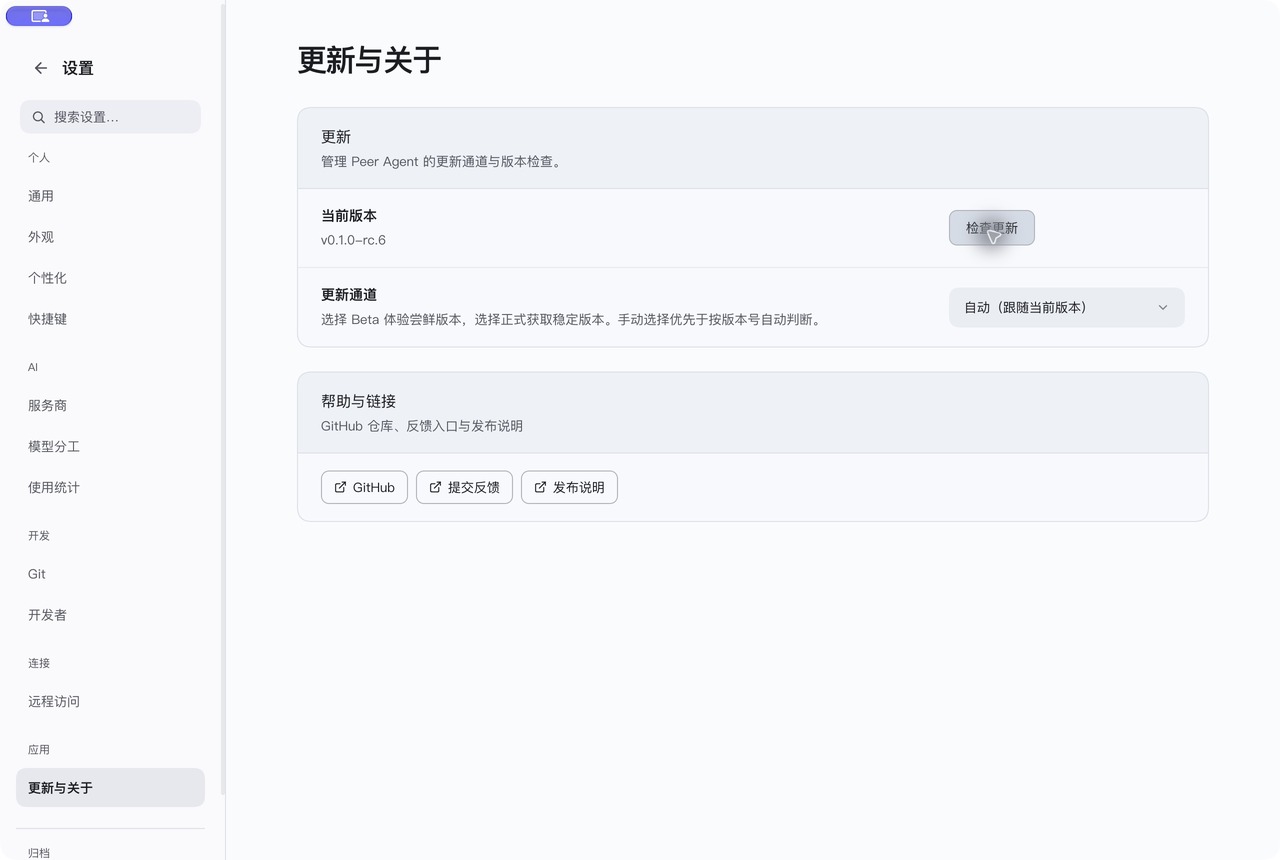 设置
搜索设置...
个人
通用
外观
个性化
快捷键
AI
服务商
模型分工
使用统计
开发
Git
开发者
连接
远程访问
应用
更新与关于
归档
更新与关于
更新
管理 Peer Agent 的更新通道与版本检查。
当前版本
v0.1.0-rc.6
检查更新
更新通道
选择 Beta 体验尝鲜版本，选择正式获取稳定版本。手动选择优先于按版本号自动判断。
自动（跟随当前版本）
帮助与链接
GitHub 仓库、反馈入口与发布说明
GitHub
提交反馈
发布说明